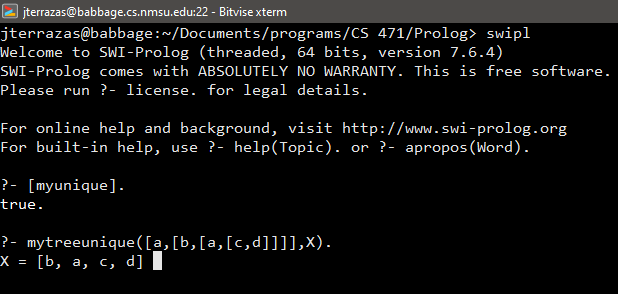 jterrazas@babbage.cs.nmsu.edu:22 - Bitvise xterm
jterrazas@babbage:~/Documents/programs/CS 471/Prolog> swipl
Welcome to SWI-Prolog (threaded, 64 bits, version 7.6.4)
SWI-Prolog comes with ABSOLUTELY NO WARRANTY. This is free software.
Please run ?- license. for legal details.
For online help and background, visit http://www.swi-prolog.org
For built-in help, use ?- help(Topic). or ?- apropos(Word).
?- [myunique].
true.
?- mytreeunique([a,[b,[a,[c,d]]]],X).
X = [b, a, c, d]